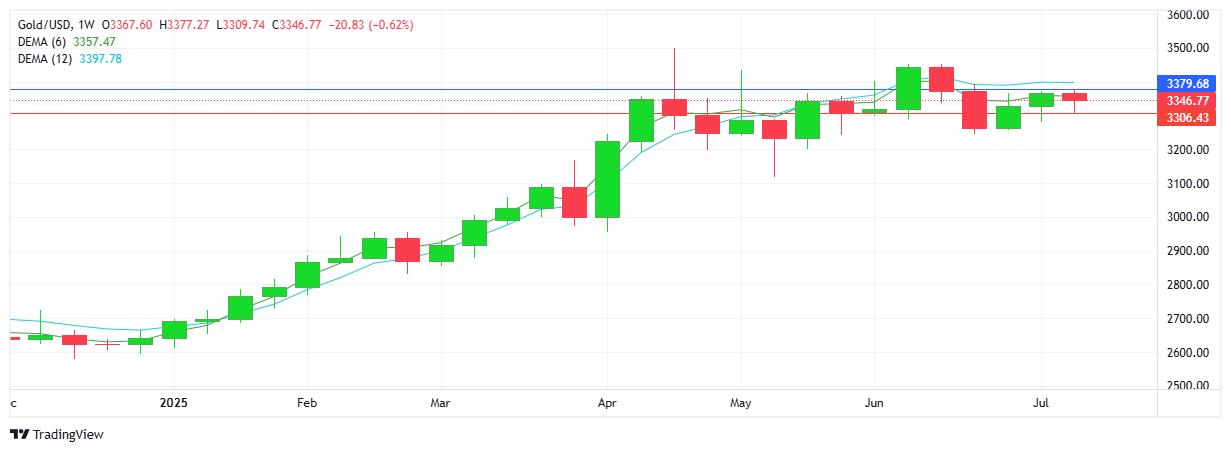 Gold/USD, 1W O3367.60 H3377.27 L3309.74 C3346.77 −20.83 (−0.62%)
DEMA (6) 3357.47
DEMA (12) 3397.78
3600.00
3500.00
3379.68
3346.77
3306.43
3200.00
3100.00
3000.00
2900.00
2800.00
2700.00
2600.00
2500.00
c 2025 Feb Mar Apr May Jun Jul
TradingView